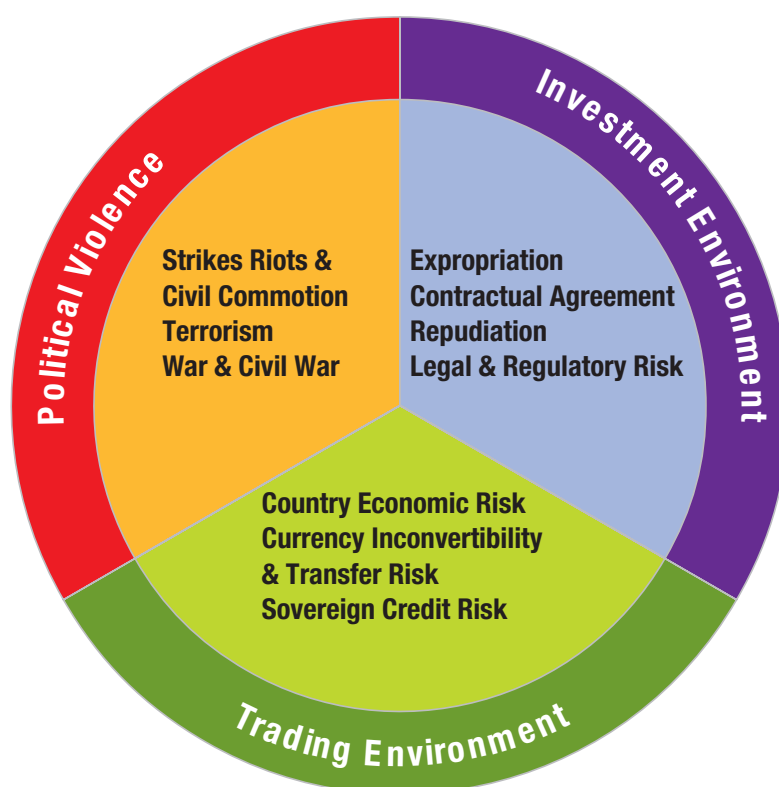 Political Violence
Strikes Riots &
Civil Commotion
Terrorism
War & Civil War
Investment Environment
Expropriation
Contractual Agreement
Repudiation
Legal & Regulatory Risk
Country Economic Risk
Currency Inconvertibility
& Transfer Risk
Sovereign Credit Risk
Trading Environment